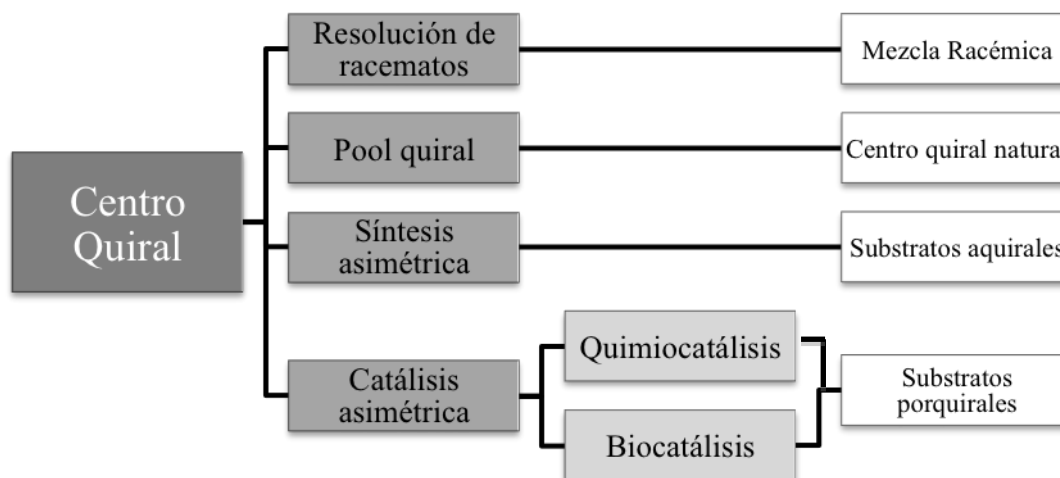 Centro
Quiral
Resolución de
racematos
Mezcla Racémica
Pool quiral
Centro quiral natura
Síntesis
asimétrica
Substratos aquirales
Catálisis
asimétrica
Quimiocatálisis
Biocatálisis
Substratos
porquirales